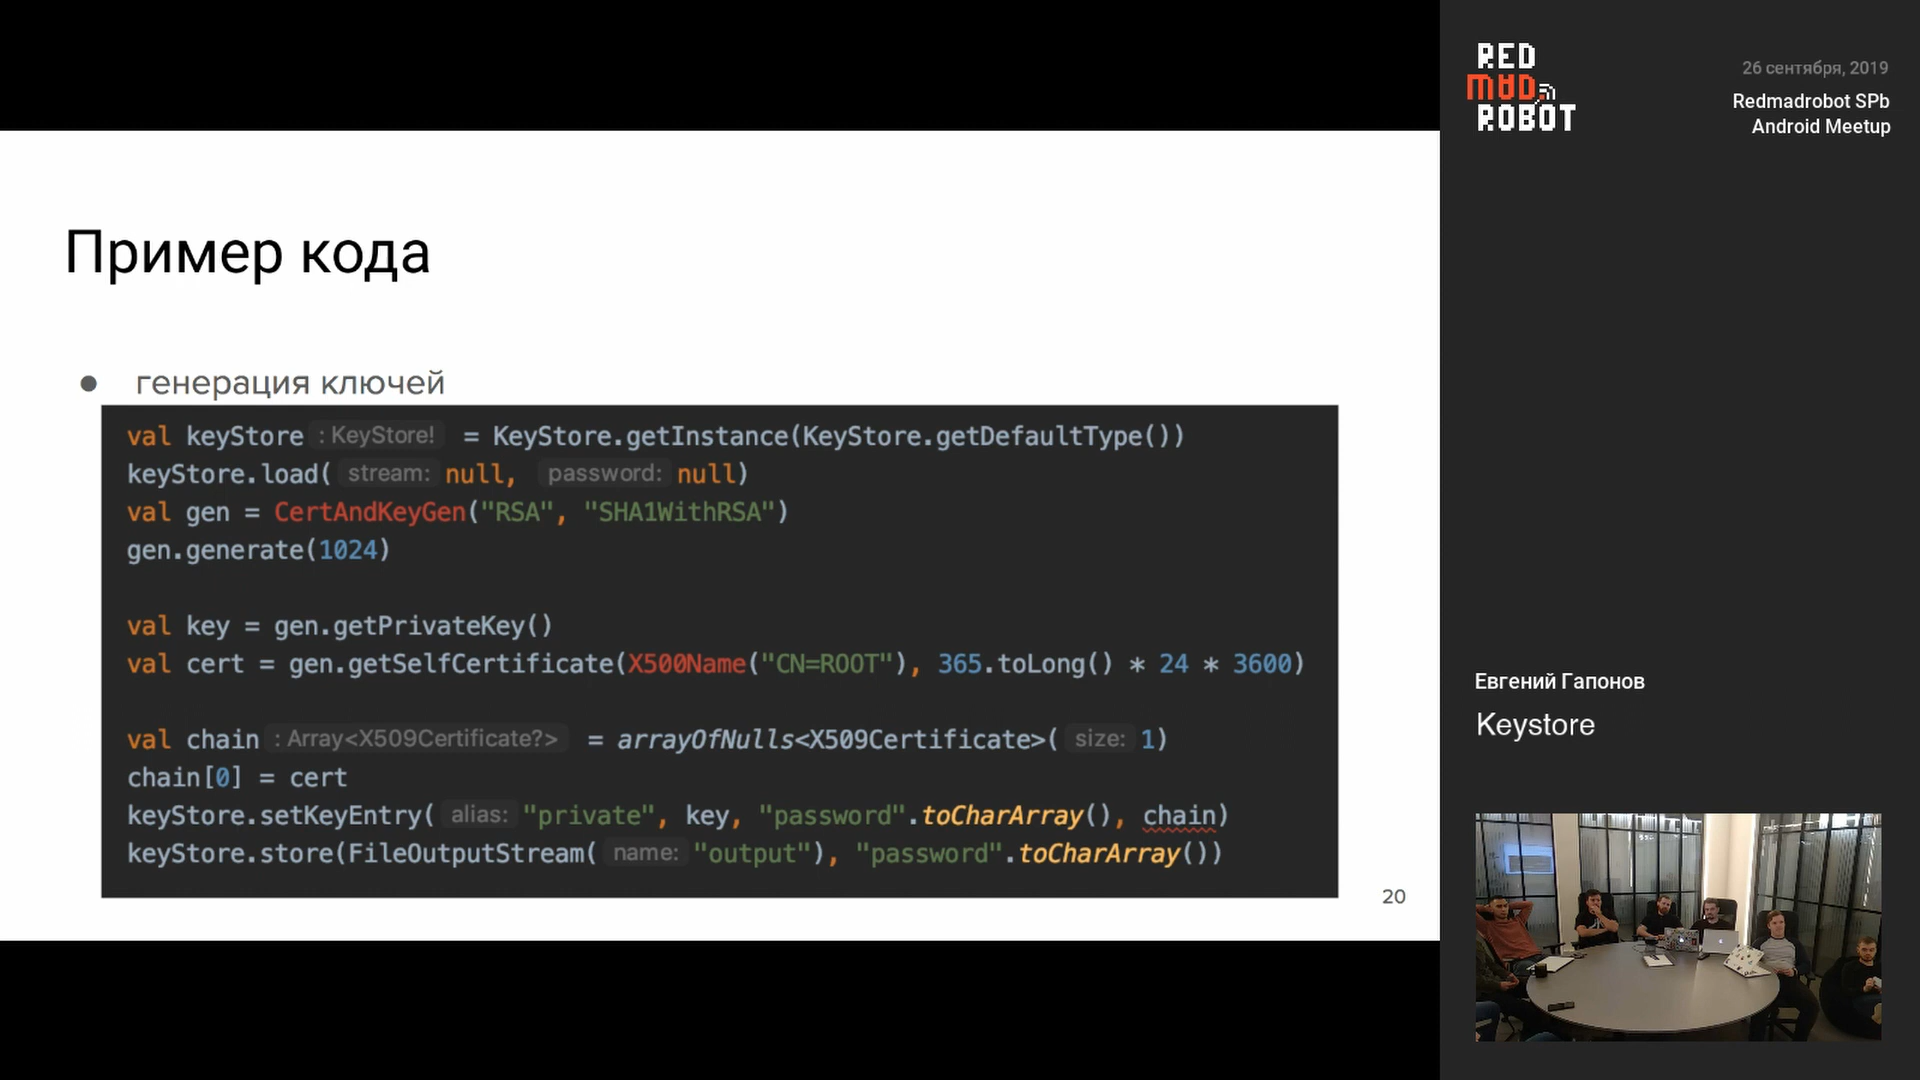 Пример кода
● генерация ключей
val keyStore : KeyStore! = KeyStore.getInstance(KeyStore.getDefaultType())
keyStore.load( stream: null, password: null)
val gen = CertAndKeyGen("RSA", "SHA1WithRSA")
gen.generate(1024)
val key = gen.getPrivateKey()
val cert = gen.getSelfCertificate(X500Name("CN=ROOT"), 365.toLong() * 24 * 3600)
val chain : Array<X509Certificate?> = arrayOfNulls<X509Certificate>( size: 1)
chain[0] = cert
keyStore.setKeyEntry( alias: "private", key, "password".toCharArray(), chain)
keyStore.store(FileOutputStream( name: "output"), "password".toCharArray())
20
RED
MAD
ROBOT
26 сентября, 2019
Redmadrobot SPb
Android Meetup
Евгений Гапонов
Keystore